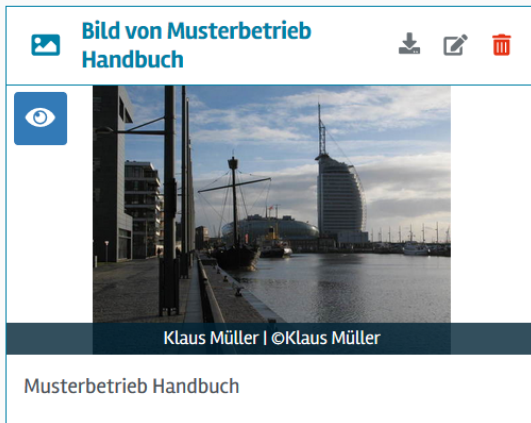 Bild von Musterbetrieb
Handbuch
Klaus Müller | ©Klaus Müller
Musterbetrieb Handbuch